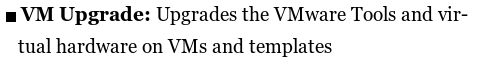 ■ VM Upgrade: Upgrades the VMware Tools and vir-
tual hardware on VMs and templates